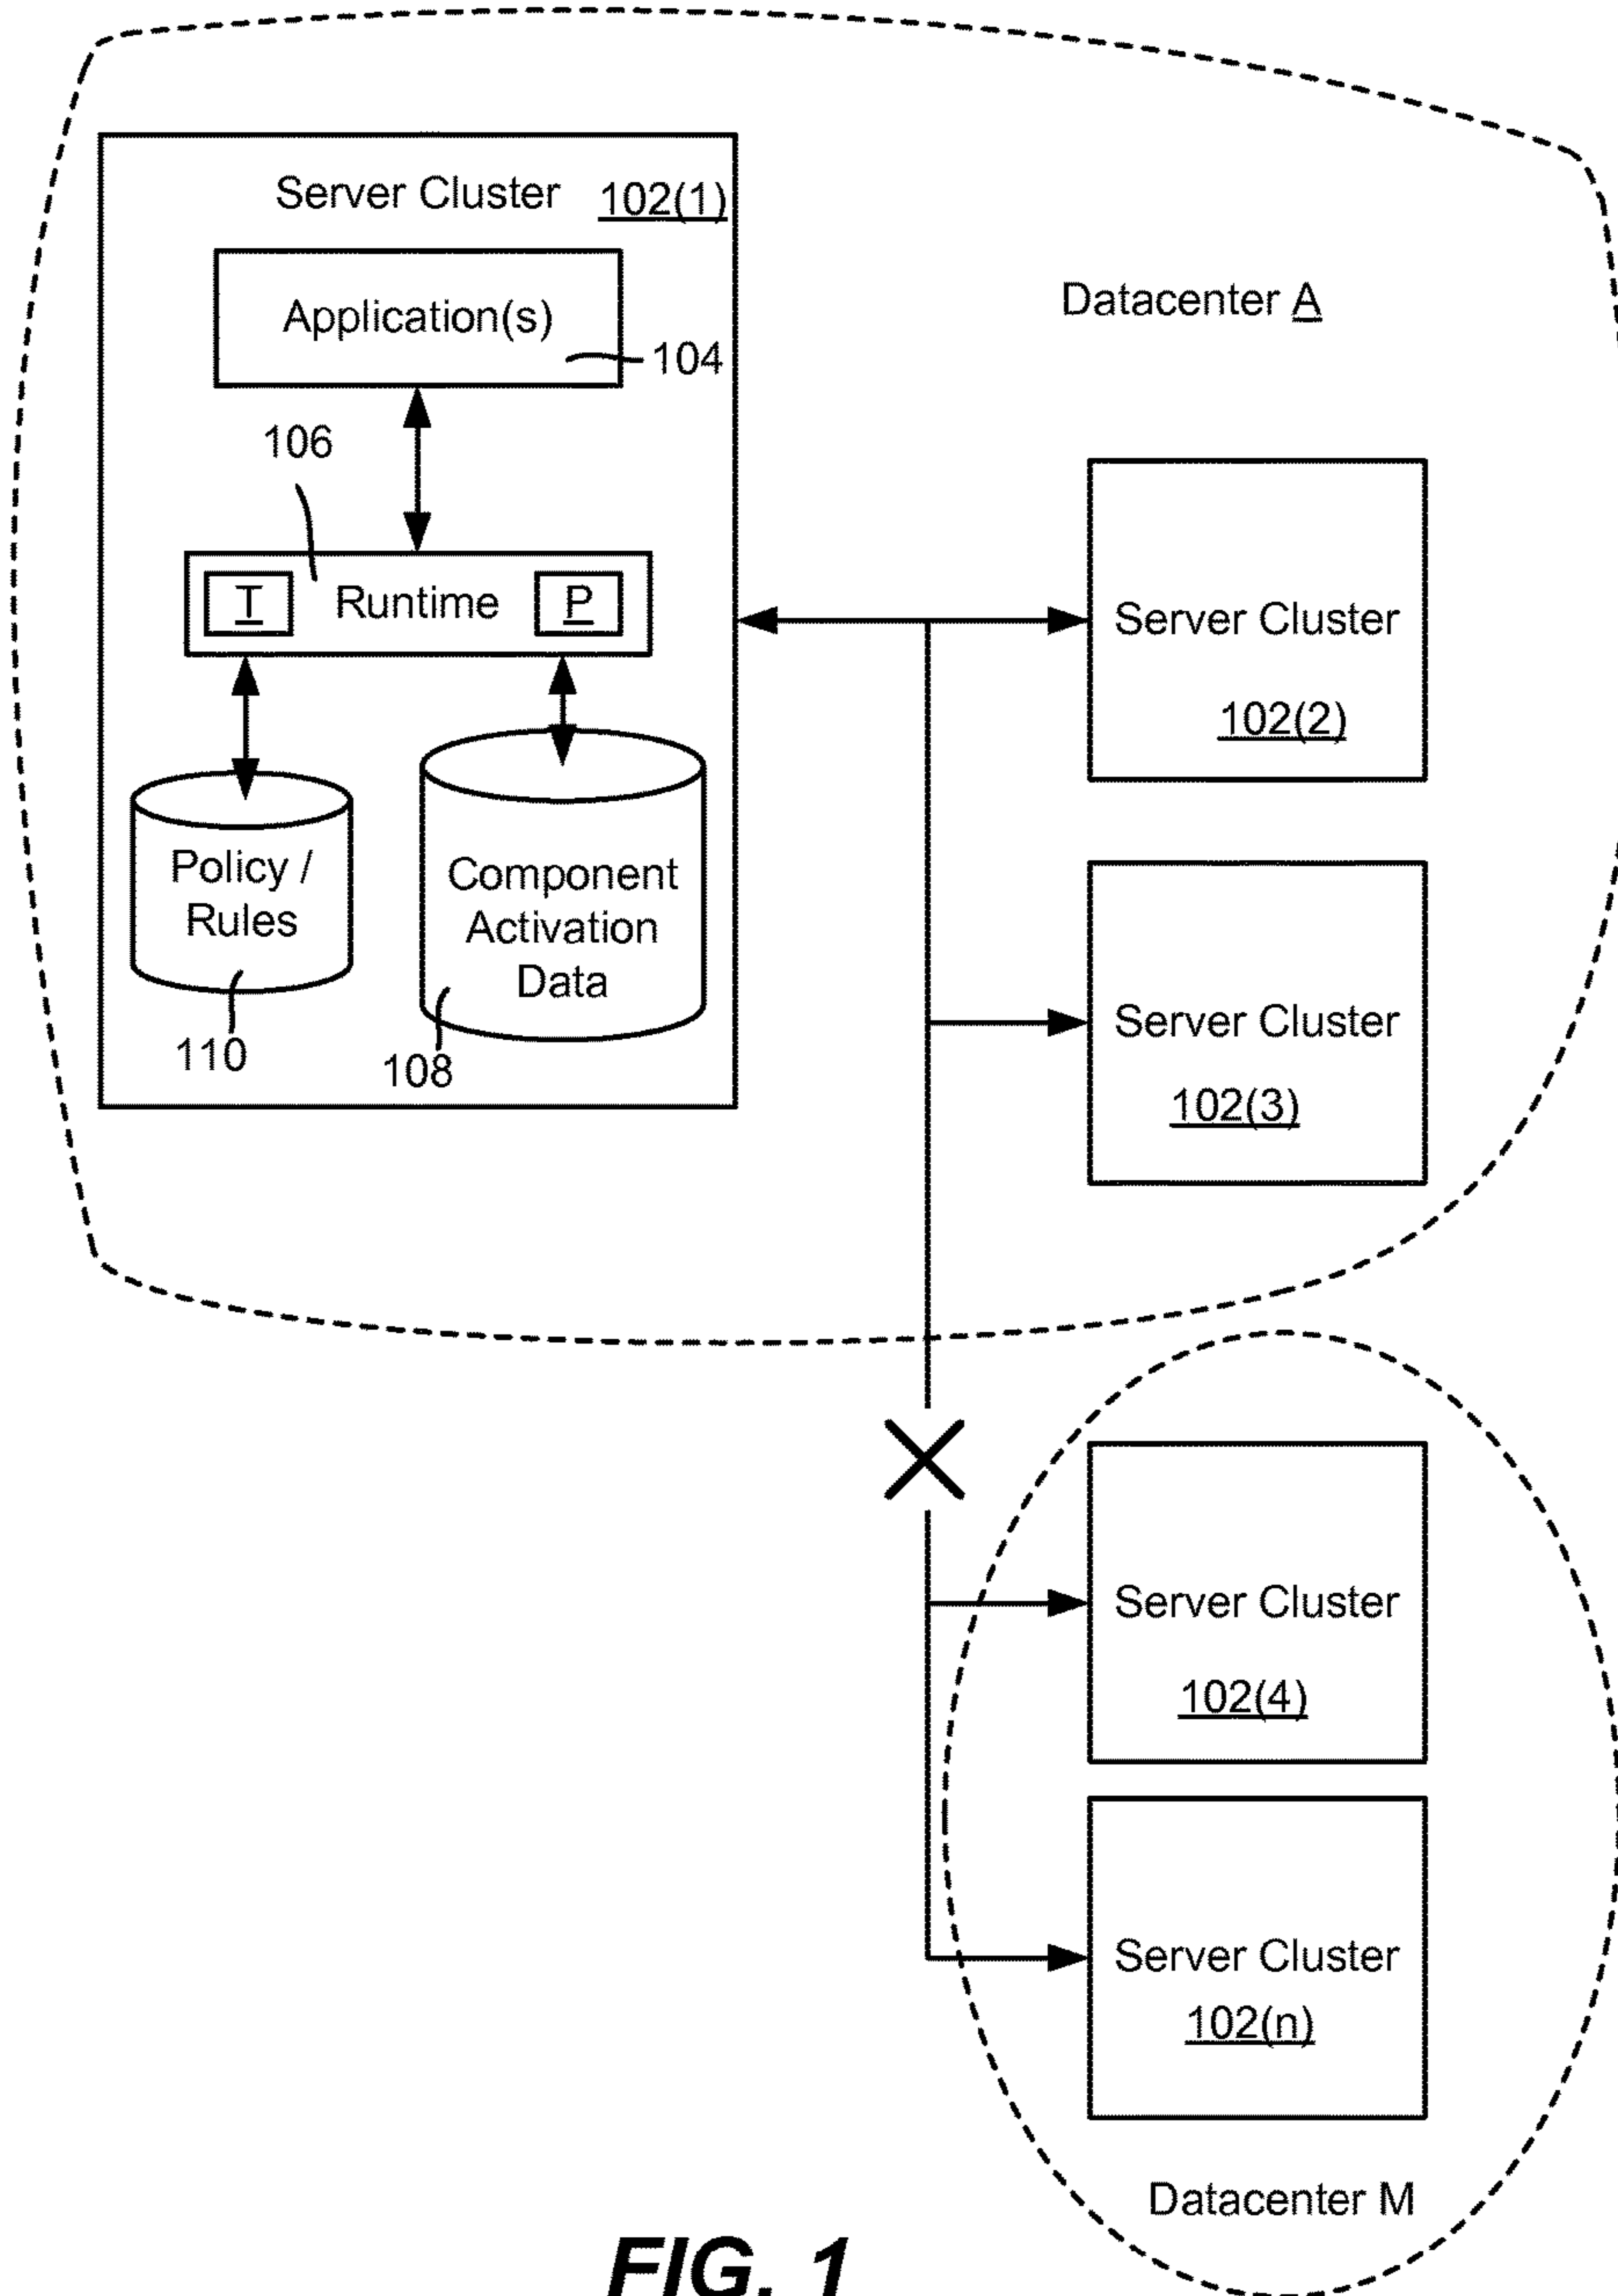 Server Cluster 102(1)
Application(s)
104
106
T Runtime P
Policy /
Rules
110
Component
Activation
Data
108
Datacenter A
Server Cluster
102(2)
Server Cluster
102(3)
Server Cluster
102(4)
Server Cluster
102(n)
Datacenter M
FIG. 1